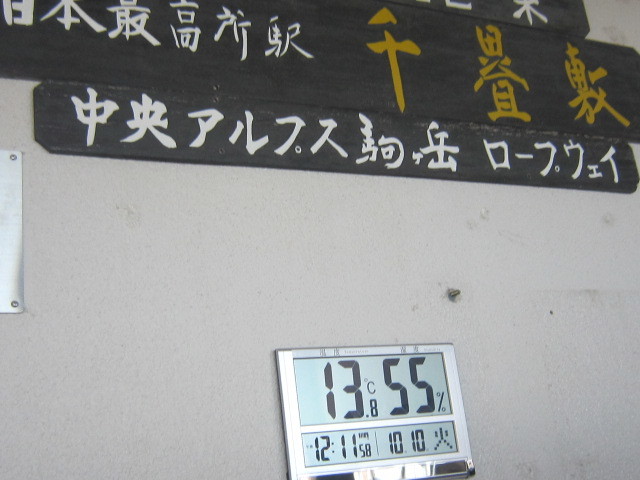 日本最高所駅 千畳敷
中央アルプス駒ヶ岳 ロープウェイ
13.8℃ 55%
12:11 58 10.10. 火